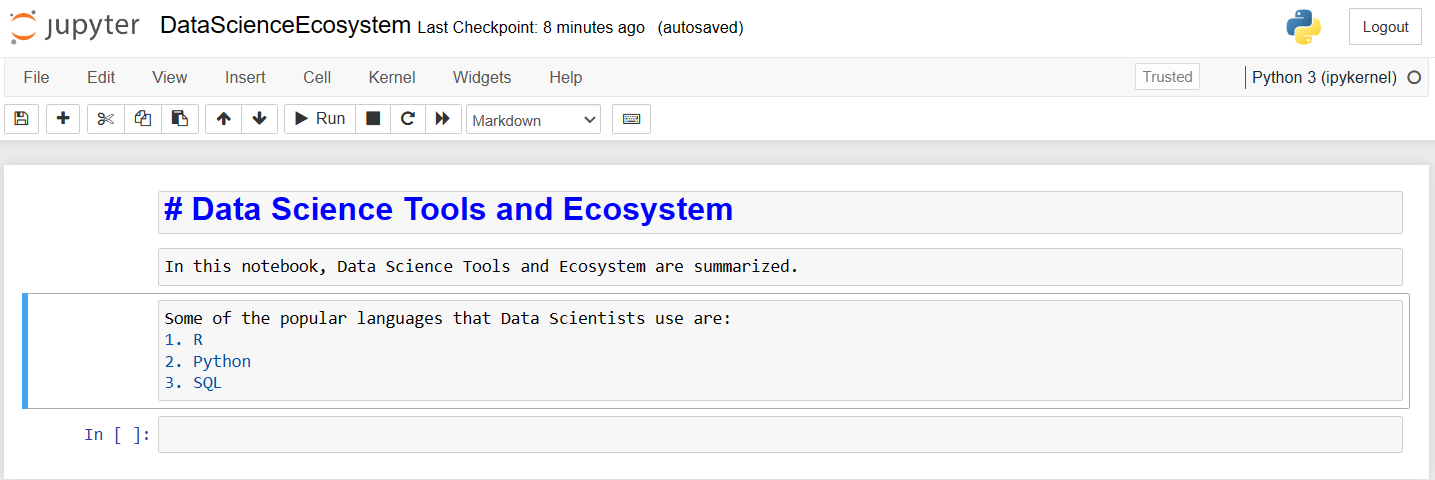 jupyter DataScienceEcosystem Last Checkpoint: 8 minutes ago (autosaved)
Logout
File Edit View Insert Cell Kernel Widgets Help
Trusted
Python 3 (ipykernel)
Run
Markdown
# Data Science Tools and Ecosystem
In this notebook, Data Science Tools and Ecosystem are summarized.
Some of the popular languages that Data Scientists use are:
1. R
2. Python
3. SQL
In [ ]: